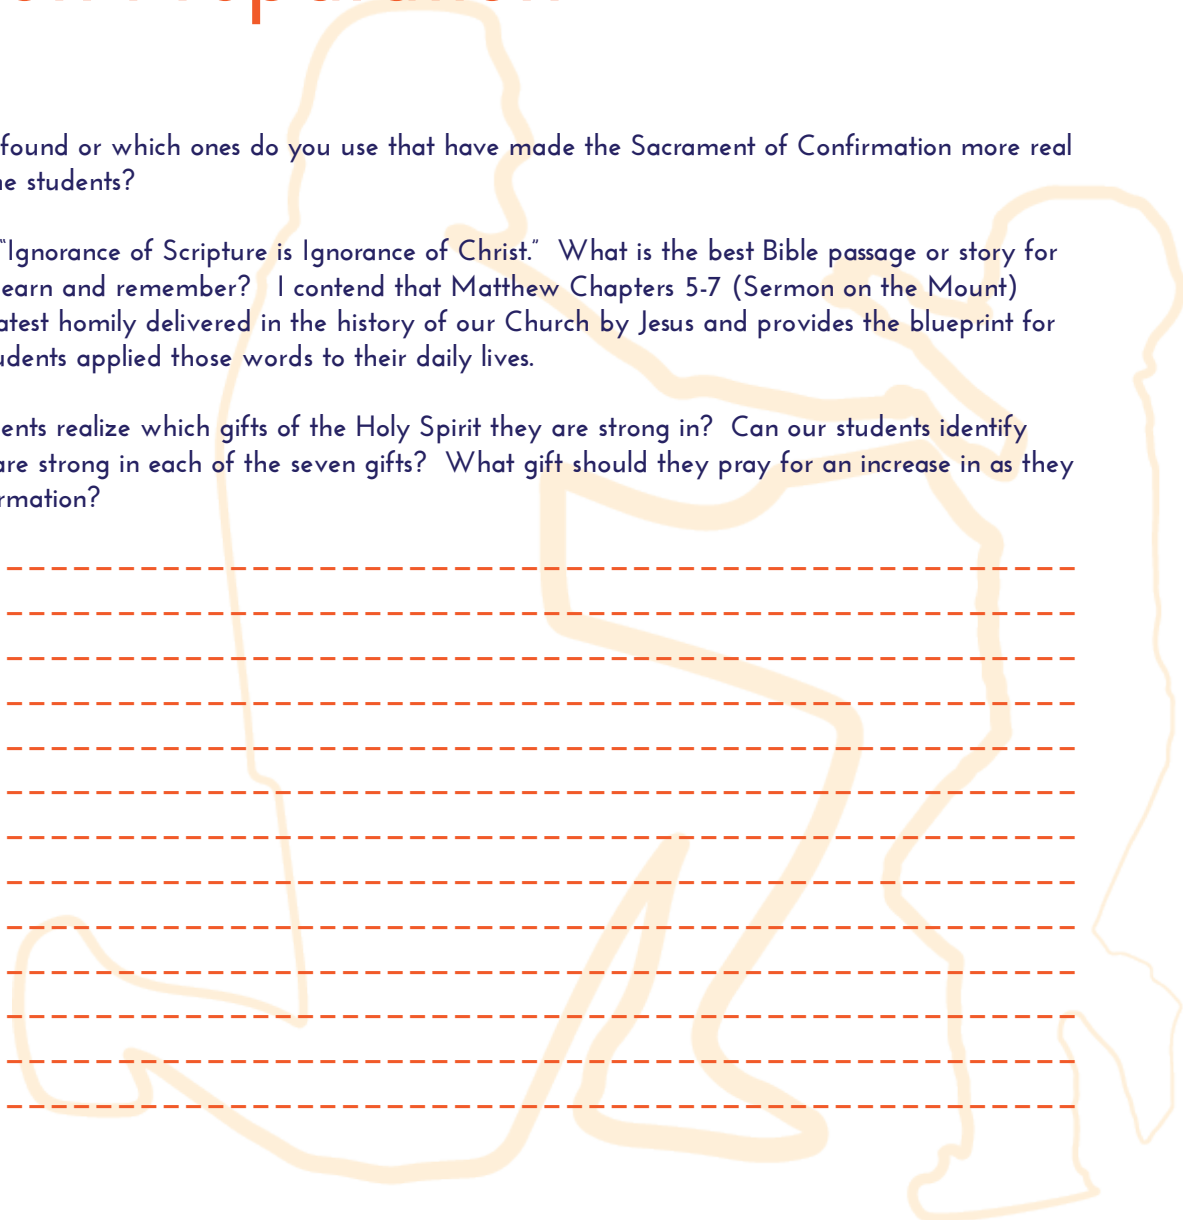 Preparation
found or which ones do you use that have made the Sacrament of Confirmation more real
students?
"Ignorance of Scripture is Ignorance of Christ." What is the best Bible passage or story for
earn and remember? I contend that Matthew Chapters 5-7 (Sermon on the Mount)
atest homily delivered in the history of our Church by Jesus and provides the blueprint for
udents applied those words to their daily lives.
ents realize which gifts of the Holy Spirit they are strong in? Can our students identify
are strong in each of the seven gifts? What gift should they pray for an increase in as they
rmation?